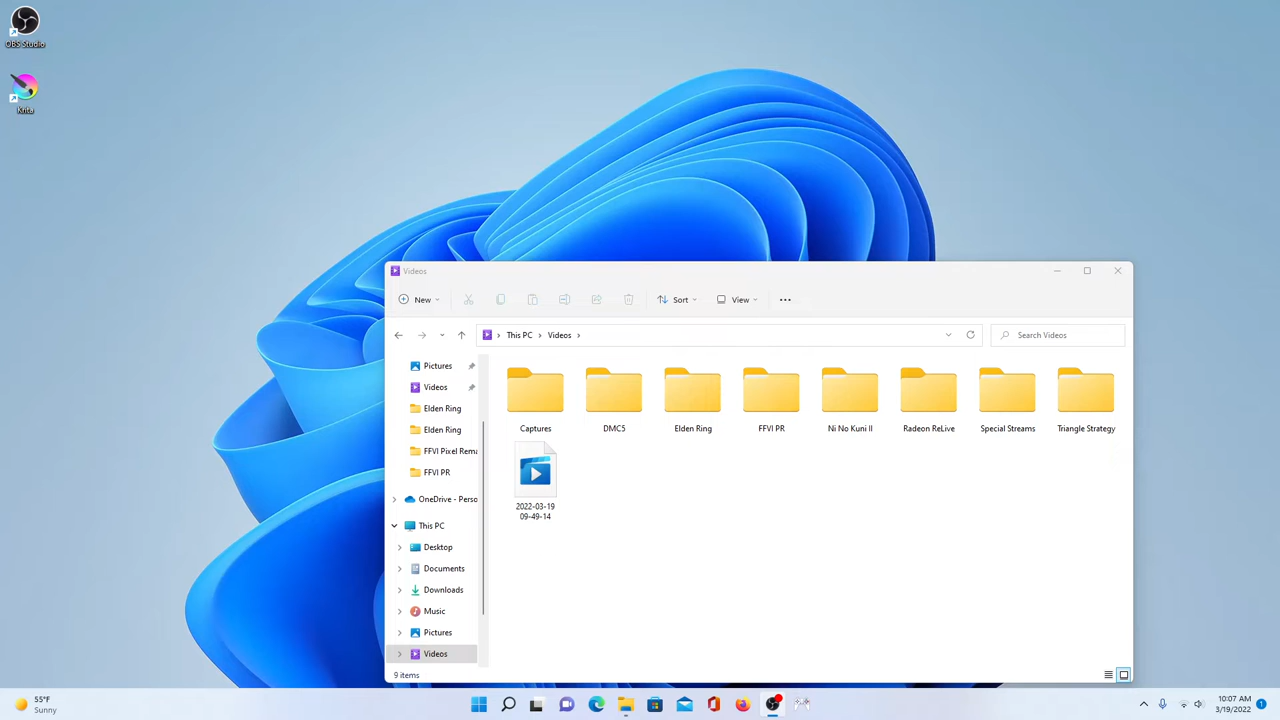 OBS Studio
Krita
Videos
New
Sort
View
This PC
Videos
Search Videos
Pictures
Videos
Elden Ring
Elden Ring
FFVI Pixel Rema
FFVI PR
OneDrive - Perso
This PC
Desktop
Documents
Downloads
Music
Pictures
Videos
Captures
DMC5
Elden Ring
FFVI PR
Ni No Kuni II
Radeon ReLive
Special Streams
Triangle Strategy
2022-03-19
09-49-14
9 items
55°F
Sunny
10:07 AM
3/19/2022
1